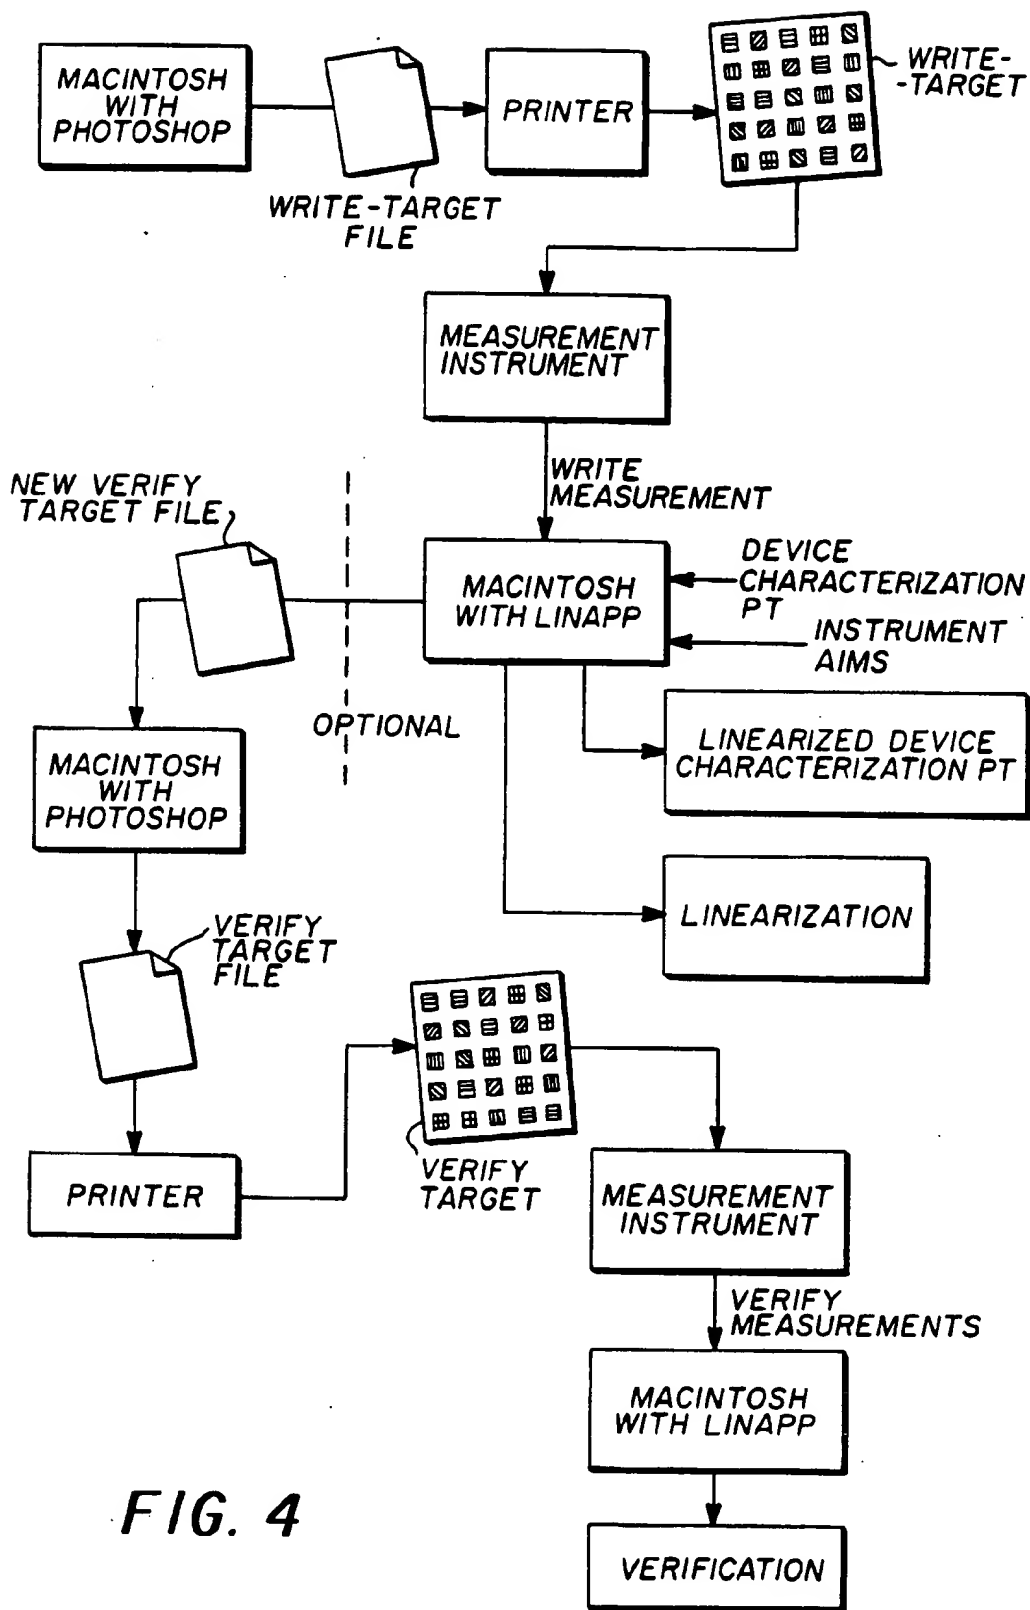 MACINTOSH
WITH
PHOTOSHOP
WRITE-TARGET
FILE
PRINTER
WRITE-
-TARGET
MEASUREMENT
INSTRUMENT
WRITE
MEASUREMENT
NEW VERIFY
TARGET FILE
MACINTOSH
WITH LINAPP
DEVICE
CHARACTERIZATION
PT
INSTRUMENT
AIMS
OPTIONAL
LINEARIZED DEVICE
CHARACTERIZATION PT
MACINTOSH
WITH
PHOTOSHOP
LINEARIZATION
VERIFY
TARGET
FILE
PRINTER
VERIFY
TARGET
MEASUREMENT
INSTRUMENT
VERIFY
MEASUREMENTS
MACINTOSH
WITH LINAPP
VERIFICATION
FIG. 4